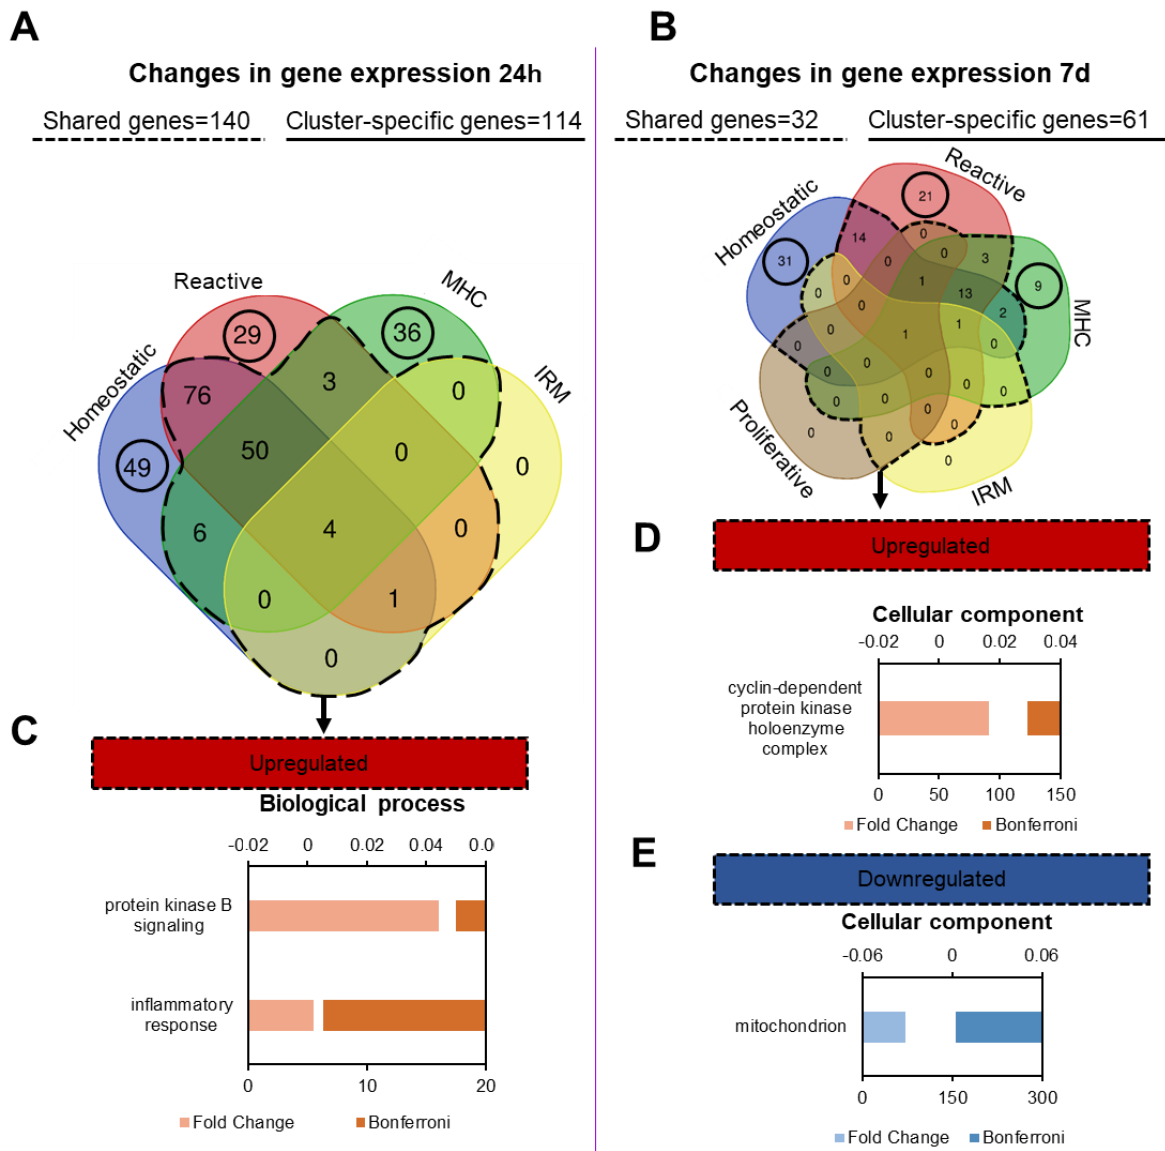 A
Changes in gene expression 24h
Shared genes=140
Cluster-specific genes=114
Homeostatic
Reactive
MHC
IRM
29
36
76
3
0
49
50
0
0
6
4
0
0
1
0
B
Changes in gene expression 7d
Shared genes=32
Cluster-specific genes=61
Homeostatic
Reactive
MHC
IRM
Proliferative
21
14
0
31
0
0
3
0
0
1
13
9
0
2
0
1
1
0
0
0
0
0
0
0
0
0
0
0
0
0
0
C
Upregulated
Biological process
-0.02 0 0.02 0.04 0.0
protein kinase B
signaling
inflammatory
response
0 10 20
Fold Change Bonferroni
D
Upregulated
Cellular component
-0.02 0 0.02 0.04
cyclin-dependent
protein kinase
holoenzyme
complex
0 50 100 150
Fold Change Bonferroni
E
Downregulated
Cellular component
-0.06 0 0.06
mitochondrion
0 150 300
Fold Change Bonferroni